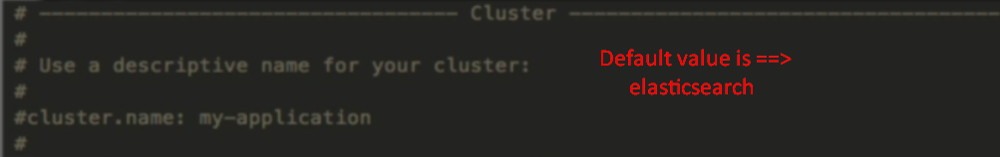 # ---------------------------------- Cluster -----------------------------------
#
# Use a descriptive name for your cluster:
#
#cluster.name: my-application
#
Default value is ==>
elasticsearch